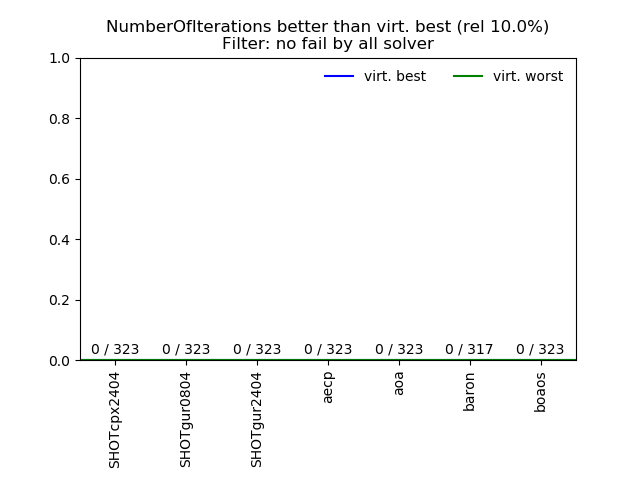 NumberOfIterations better than virt. best (rel 10.0%)
Filter: no fail by all solver
virt. best
virt. worst
1.0
0.8
0.6
0.4
0.2
0.0
0 / 323
0 / 323
0 / 323
0 / 323
0 / 323
0 / 317
0 / 323
SHOTcpx2404
SHOTgur0804
SHOTgur2404
aecp
aoa
baron
boaos